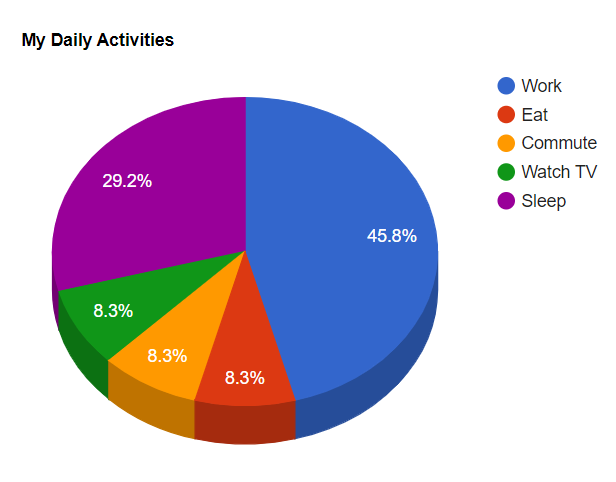 My Daily Activities
Work
Eat
Commute
Watch TV
Sleep
29.2%
45.8%
8.3%
8.3%
8.3%